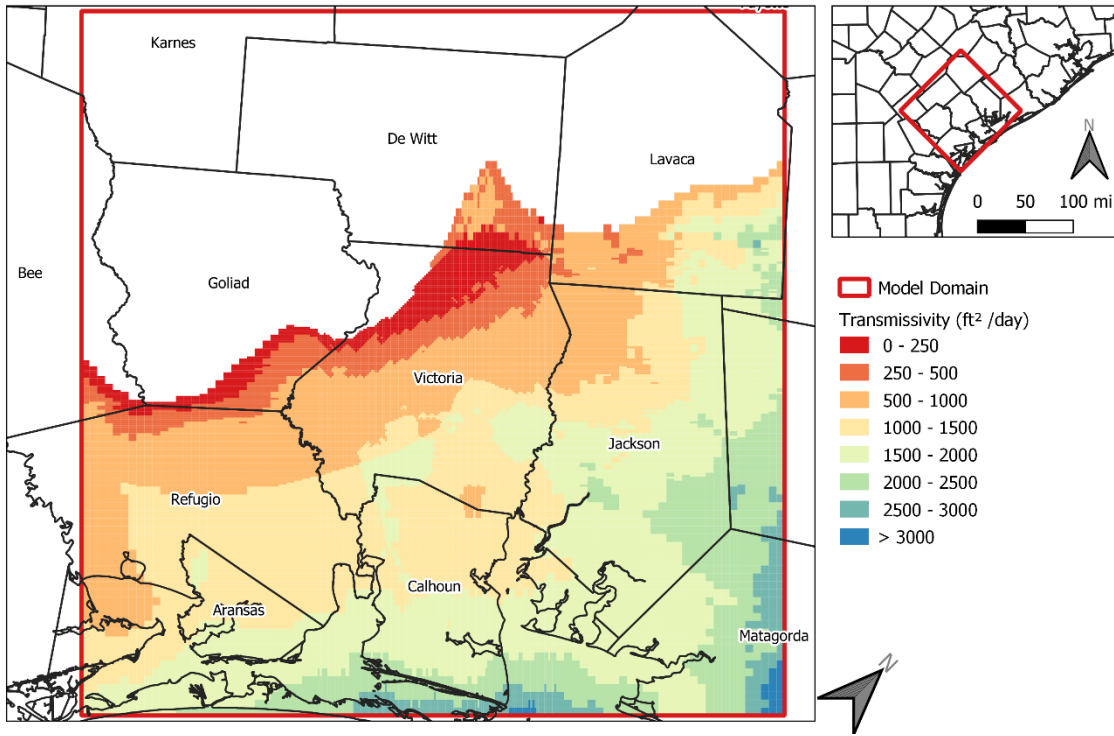 Karnes
De Witt
Lavaca
Bee
Goliad
Victoria
Jackson
Refugio
Calhoun
Aransas
Matagorda
N
N
0 50 100 mi
Model Domain
Transmissivity (ft² /day)
0 - 250
250 - 500
500 - 1000
1000 - 1500
1500 - 2000
2000 - 2500
2500 - 3000
> 3000